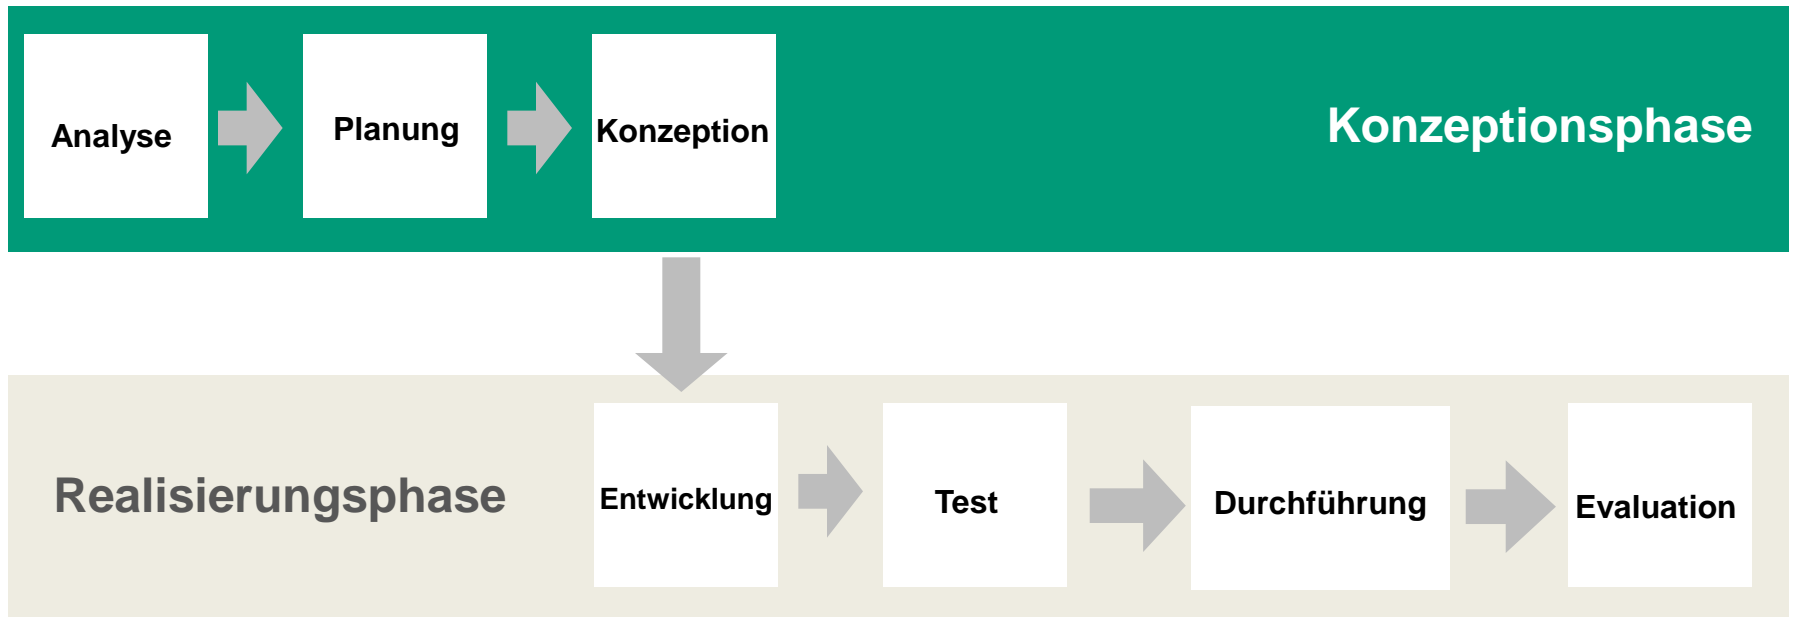 Analyse
Planung
Konzeption
Konzeptionsphase
Realisierungsphase
Entwicklung
Test
Durchführung
Evaluation